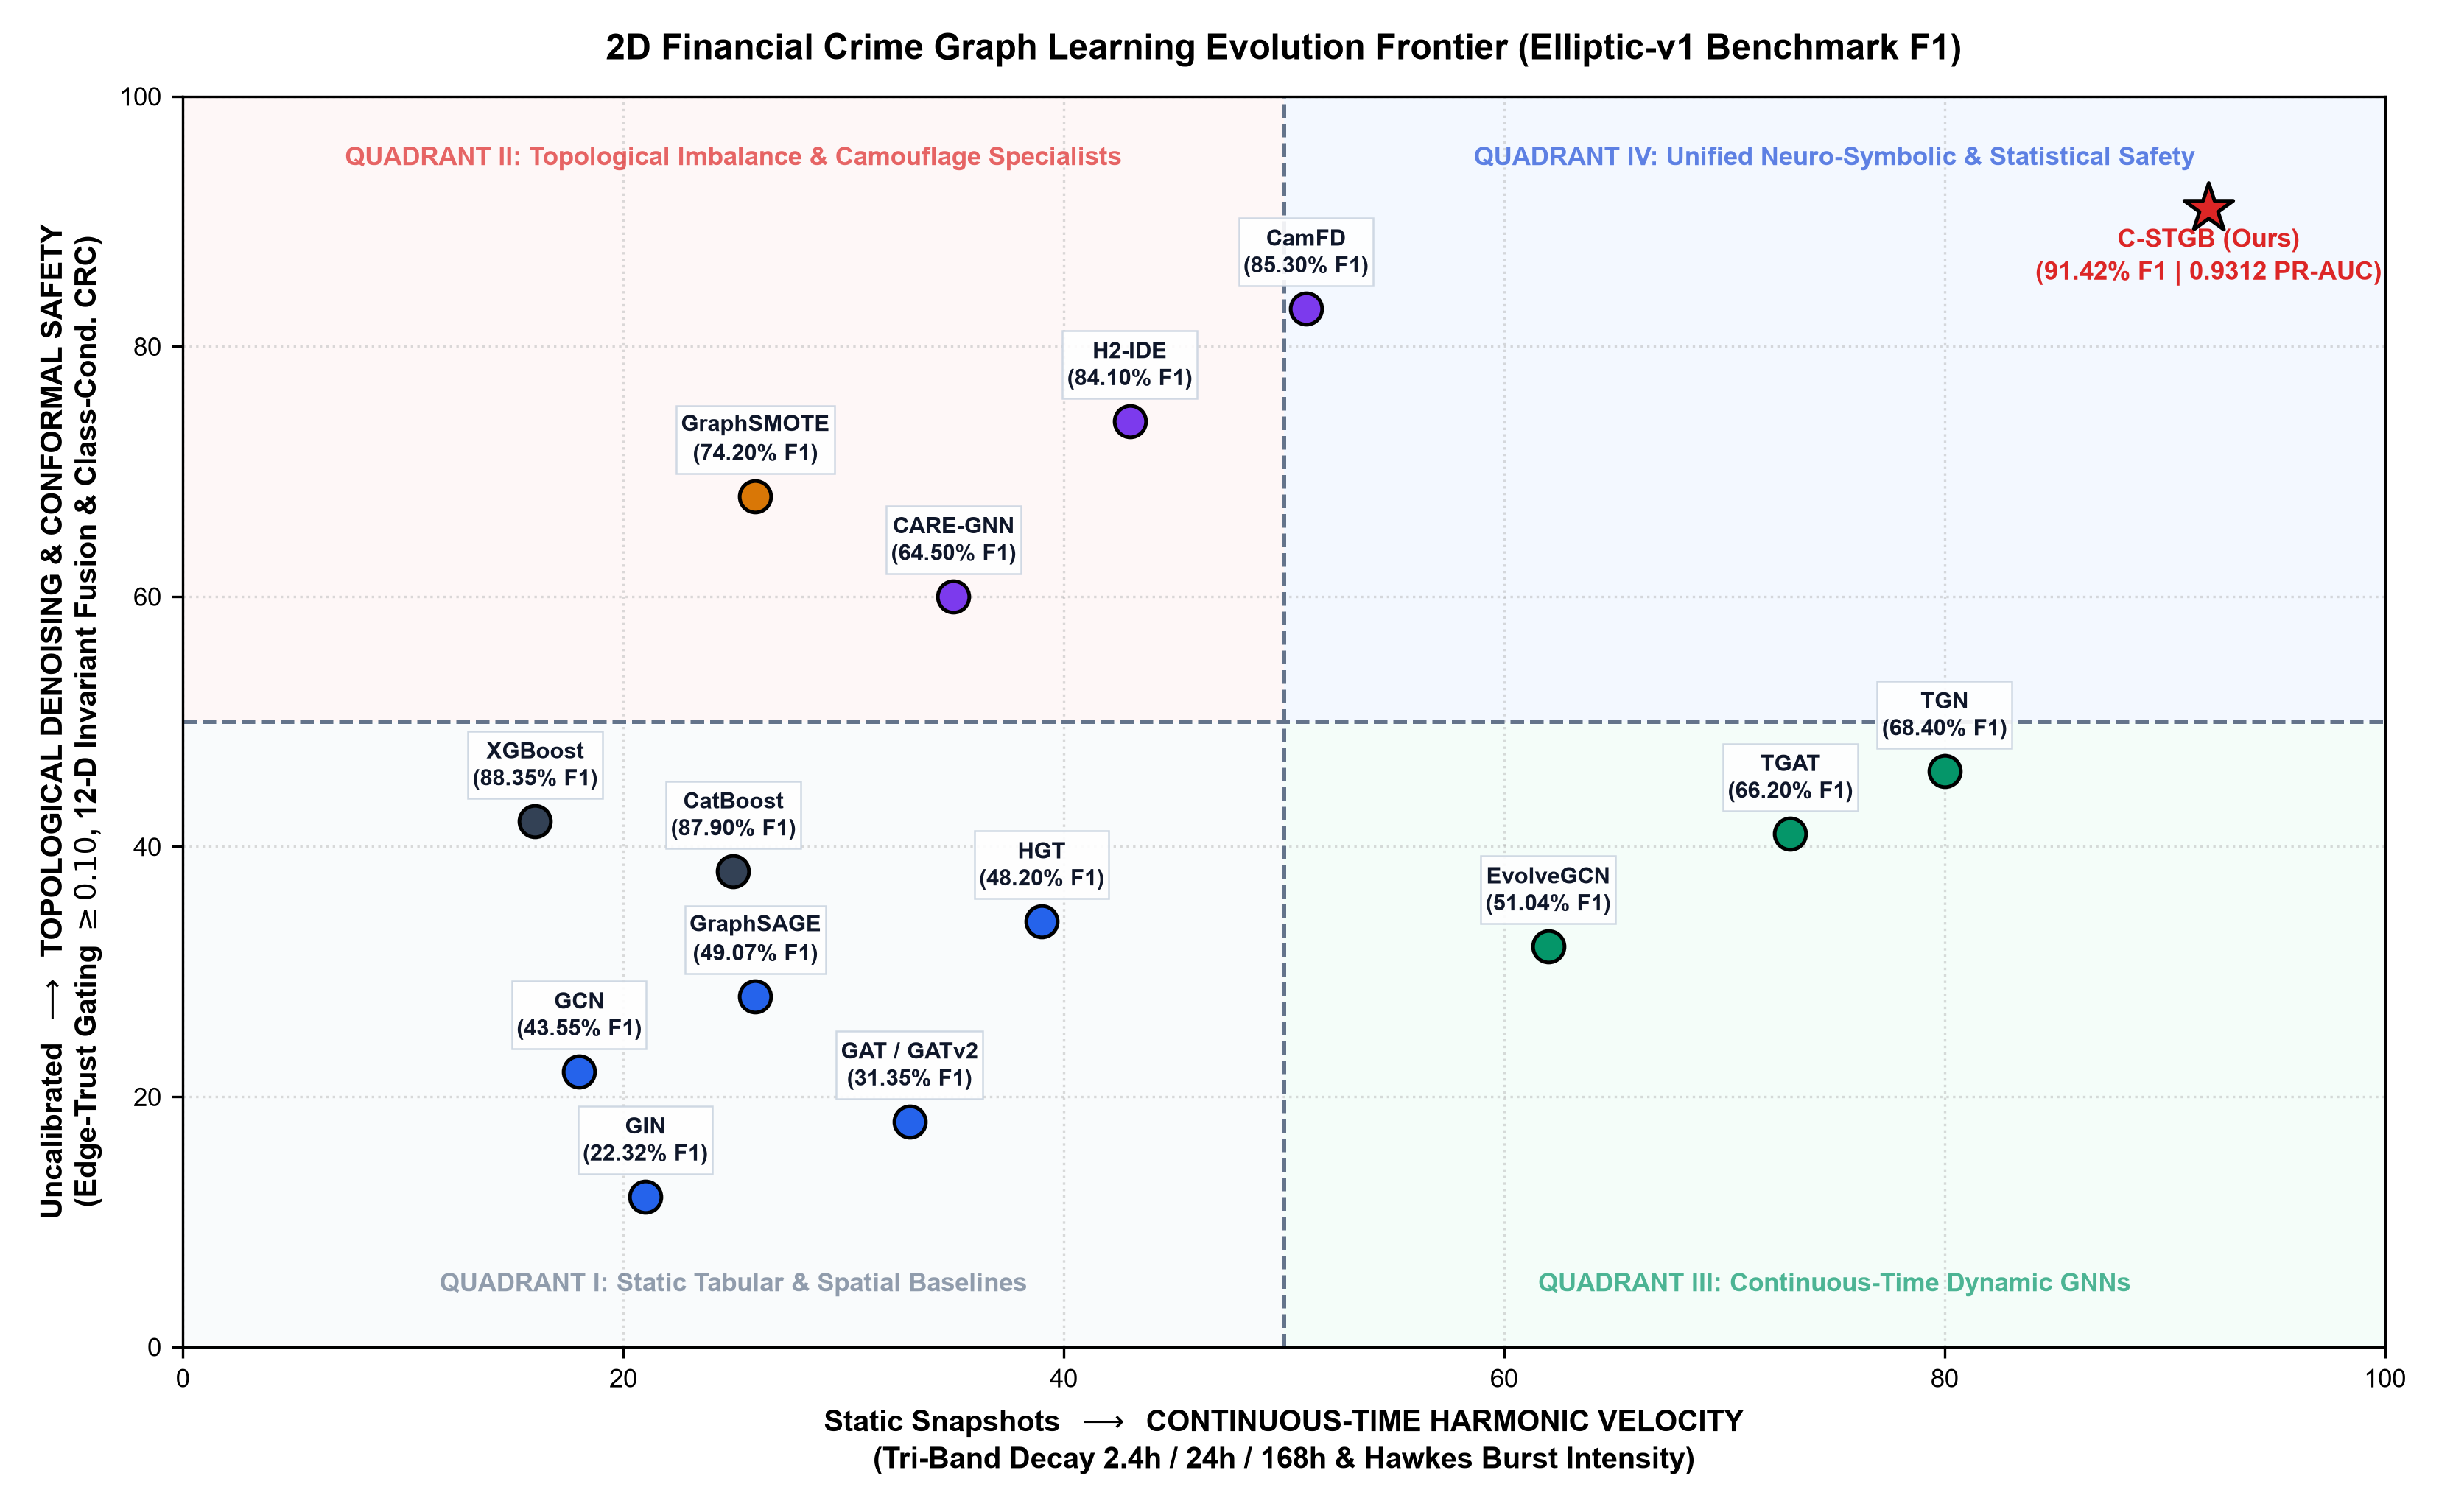 2D Financial Crime Graph Learning Evolution Frontier (Elliptic-v1 Benchmark F1)
Uncalibrated ⟶ TOPOLOGICAL DENOISING & CONFORMAL SAFETY
(Edge-Trust Gating ≥0.10, 12-D Invariant Fusion & Class-Cond. CRC)
100
80
60
40
20
0
QUADRANT II: Topological Imbalance & Camouflage Specialists
QUADRANT IV: Unified Neuro-Symbolic & Statistical Safety
C-STGB (Ours)
(91.42% F1 | 0.9312 PR-AUC)
CamFD
(85.30% F1)
H2-IDE
(84.10% F1)
GraphSMOTE
(74.20% F1)
CARE-GNN
(64.50% F1)
TGN
(68.40% F1)
XGBoost
(88.35% F1)
TGAT
(66.20% F1)
CatBoost
(87.90% F1)
HGT
(48.20% F1)
EvolveGCN
(51.04% F1)
GraphSAGE
(49.07% F1)
GCN
(43.55% F1)
GAT / GATv2
(31.35% F1)
GIN
(22.32% F1)
QUADRANT I: Static Tabular & Spatial Baselines
QUADRANT III: Continuous-Time Dynamic GNNs
0
20
40
60
80
100
Static Snapshots ⟶ CONTINUOUS-TIME HARMONIC VELOCITY
(Tri-Band Decay 2.4h / 24h / 168h & Hawkes Burst Intensity)